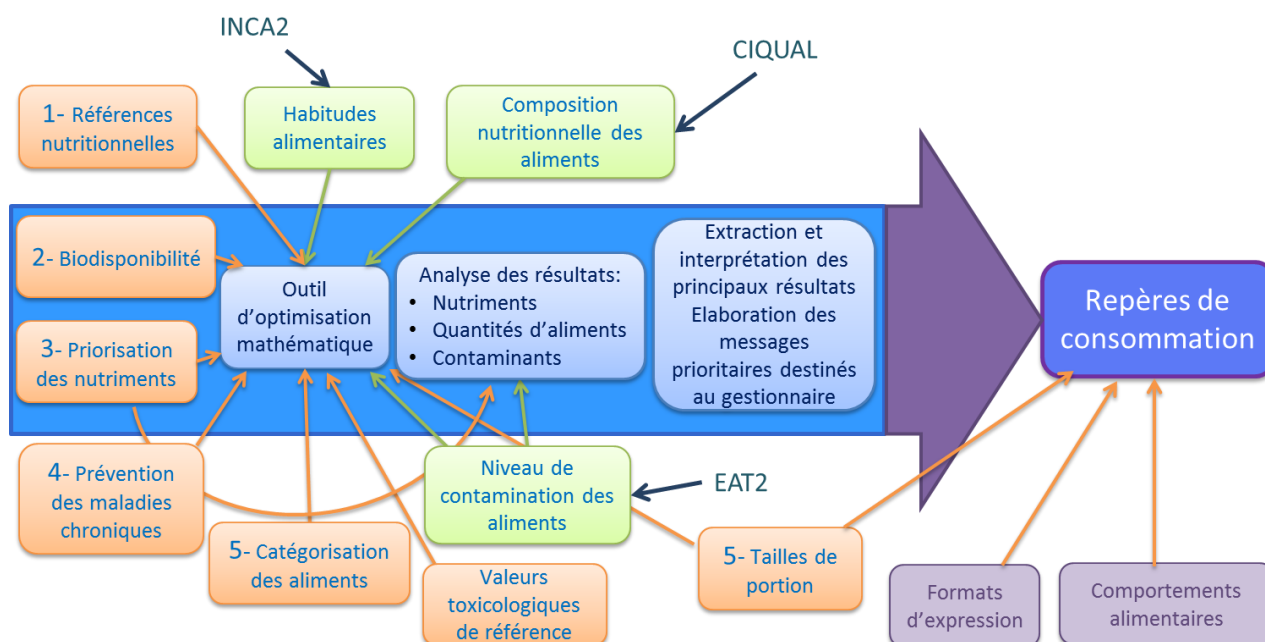 INCA2
CIQUAL
1- Références
nutritionnelles
Habitudes
alimentaires
Composition
nutritionnelle des
aliments
2- Biodisponibilité
Outil
d'optimisation
mathématique
Analyse des résultats:
• Nutriments
• Quantités d'aliments
• Contaminants
Extraction et
interprétation des
principaux résultats
Elaboration des
messages
prioritaires destinés
au gestionnaire
Repères de
consommation
3- Priorisation
des nutriments
4- Prévention
des maladies
chroniques
Niveau de
contamination des
aliments
EAT2
5- Catégorisation
des aliments
Valeurs
toxicologiques
de référence
5- Tailles de
portion
Formats
d'expression
Comportements
alimentaires